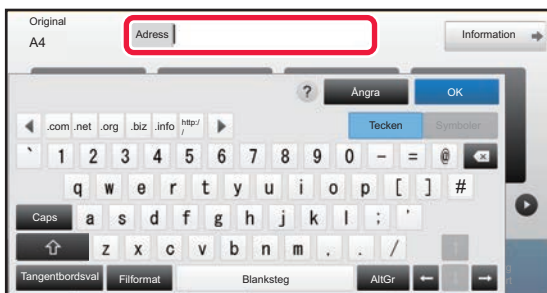 Original
A4
Adress
Information
? Ångra OK
.com .net .org .biz .info http:/
/
Tecken Symboler
` 1 2 3 4 5 6 7 8 9 0 - = @
q w e r t y u i o p [ ] #
Caps a s d f g h j k l ; '
z x c v b n m , . /
Tangentbordsval Filformat Blanksteg AltGr